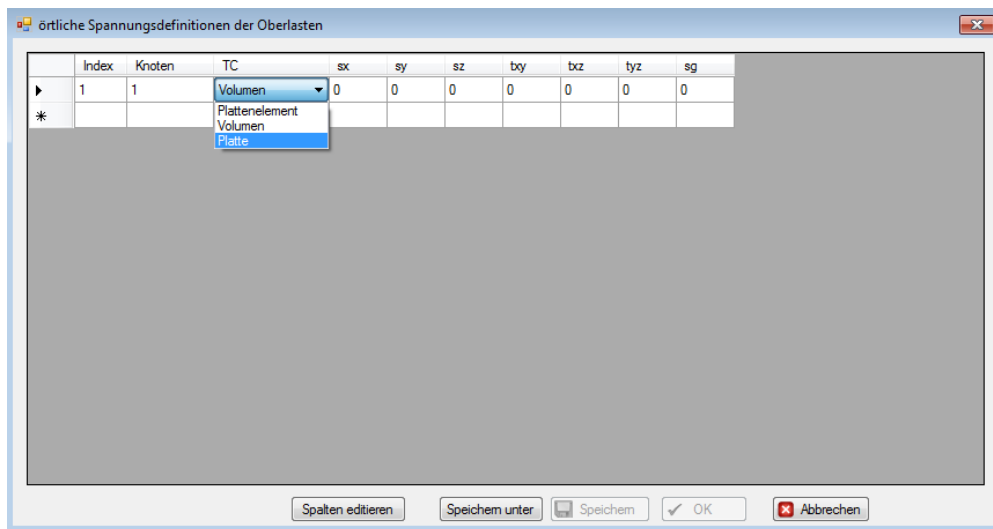 örtliche Spannungsdefinitionen der Oberlasten
Index Knoten TC sx sy sz txy txz tyz sg
1 1 Volumen 0 0 0 0 0 0 0
Plattenelement
Volumen
Platte
Spalten editieren Speichern unter Speichern OK Abbrechen